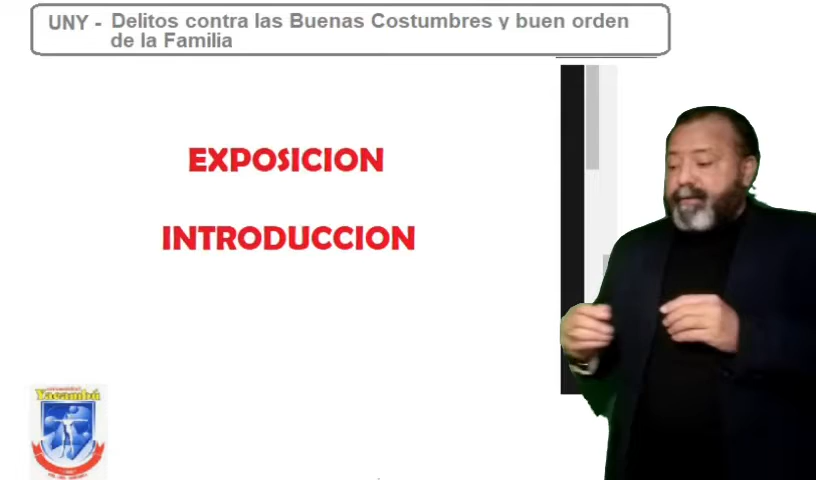 UNY - Delitos contra las Buenas Costumbres y buen orden
de la Familia
EXPOSICION
INTRODUCCION
Yacambú